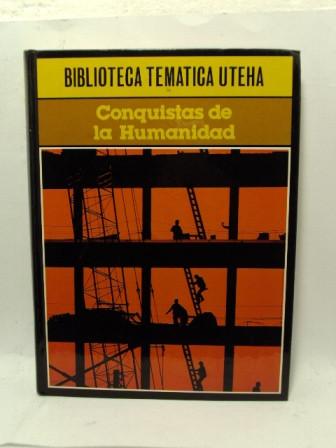 BIBLIOTECA TEMATICA UTEHA
Conquistas de
la Humanidad